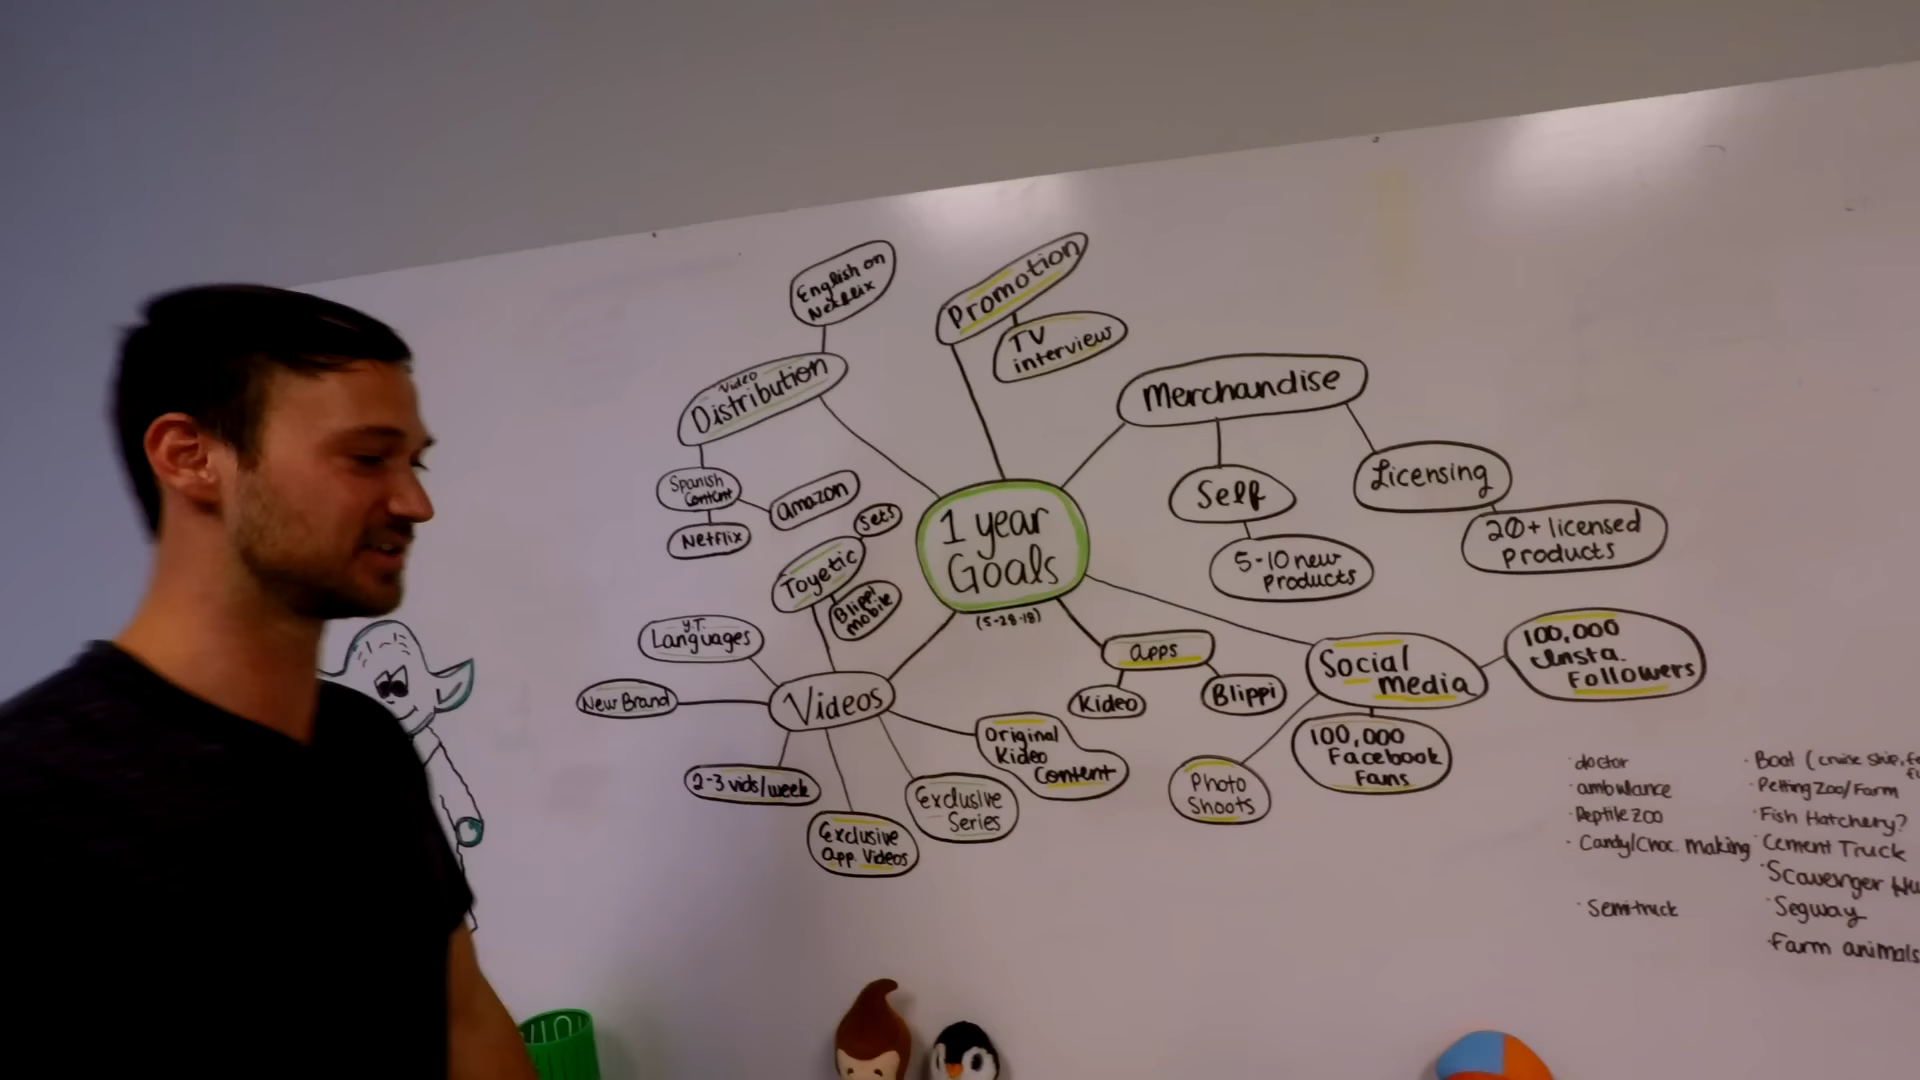 English on
Netflix
Promotion
TV
interview
Video
Distribution
Merchandise
Spanish
Content
Amazon
Netflix
Self
Licensing
5-10 new
products
20+ licensed
products
1 year
Goals
(5-28-18)
Sets
Toyetic
Blippi
mobile
Y.T.
Languages
New Brand
Videos
2-3 vids/week
Exclusive
App Videos
Exclusive
Series
Original
Kideo
Content
apps
Kideo
Blippi
Social
media
100,000
Insta.
Followers
100,000
Facebook
Fans
Photo
Shoots
· doctor
· ambulance
· Reptile Zoo
· Candy/Choc. Making
· Semitruck
· Boat (cruise ship,
· Petting Zoo/Farm
· Fish Hatchery?
· Cement Truck
· Scavenger
· Segway
· Farm animals